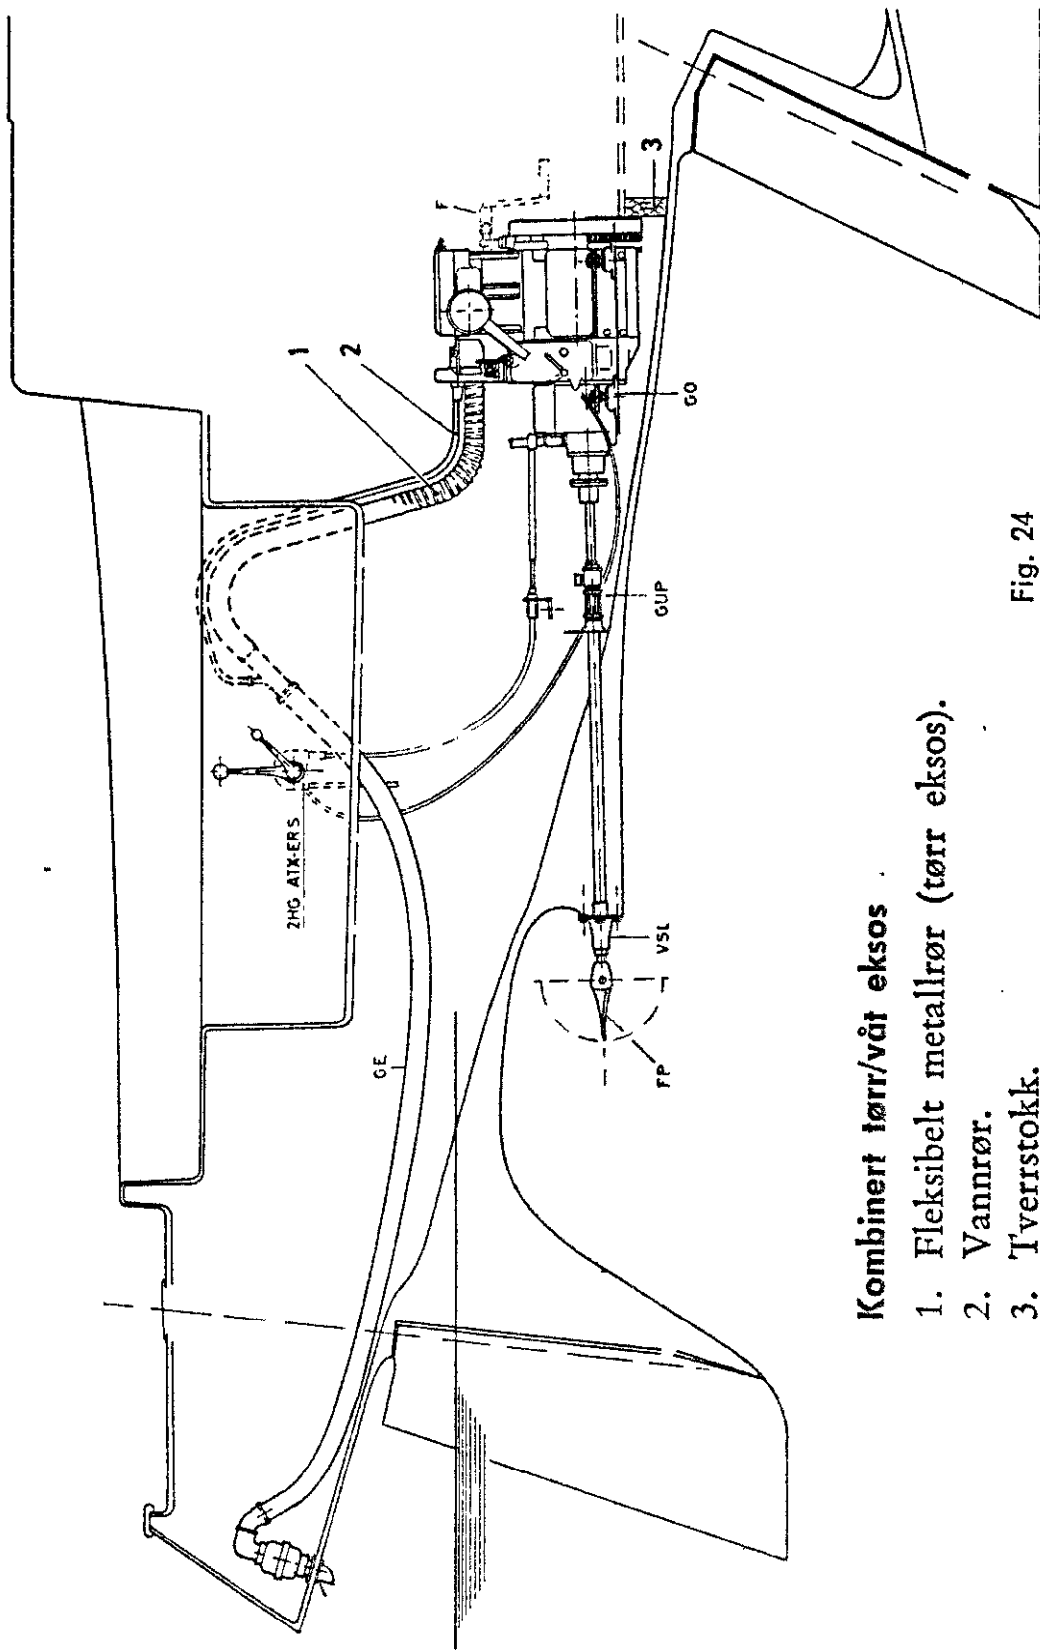 1
2
3
F
2HG ATX-ERS
GE
GO
GUP
VSL
FP
Fig. 24
Kombinert tørr/våt eksos
1. Fleksibelt metallrør (tørr eksos).
2. Vannrør.
3. Tverrstokk.